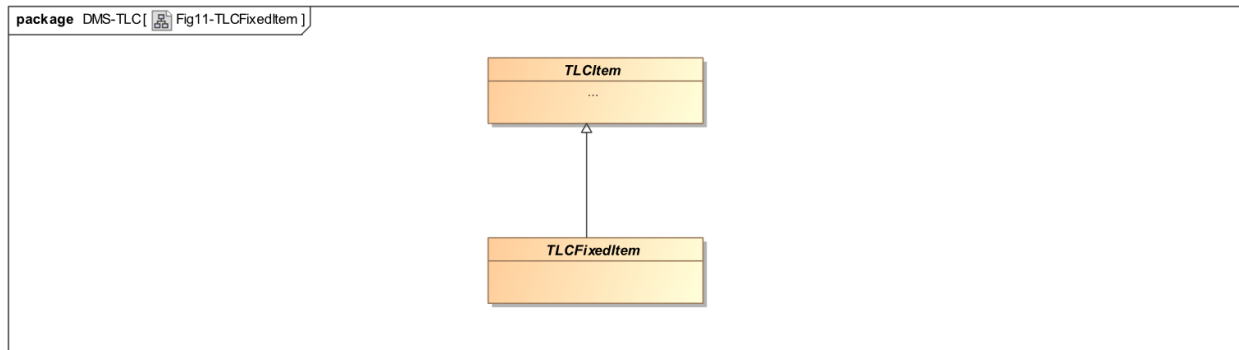 package DMS-TLC[ Fig11-TLCFixedItem ]
TLCItem
...
TLCFixedItem